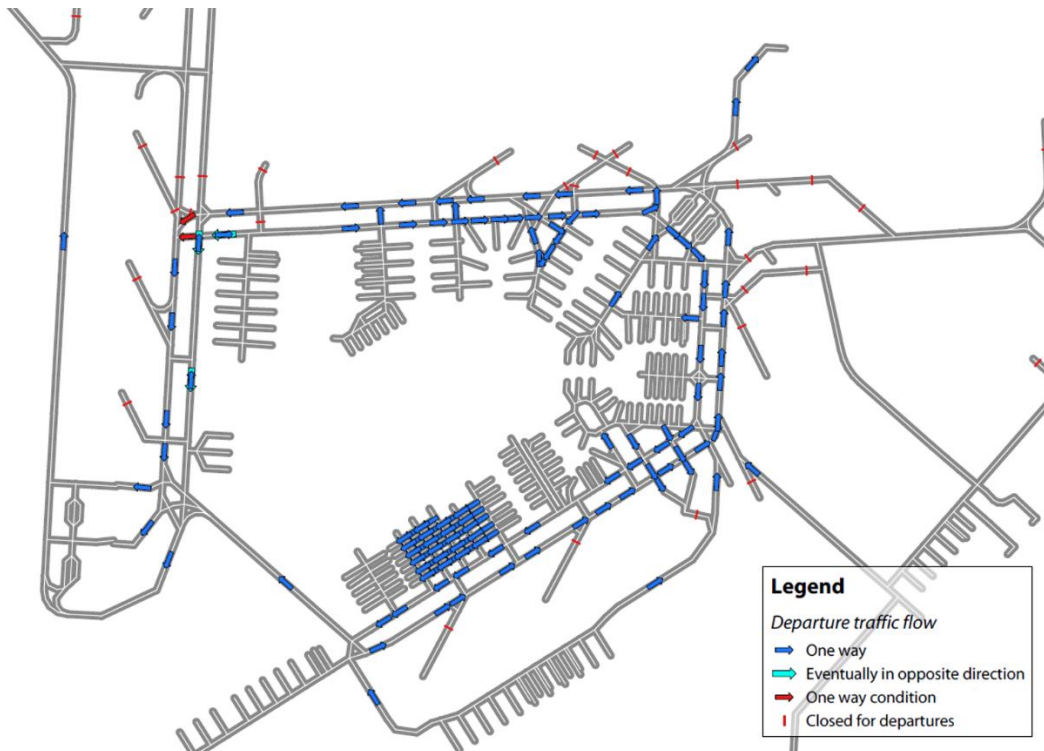 Legend
Departure traffic flow
One way
Eventually in opposite direction
One way condition
Closed for departures